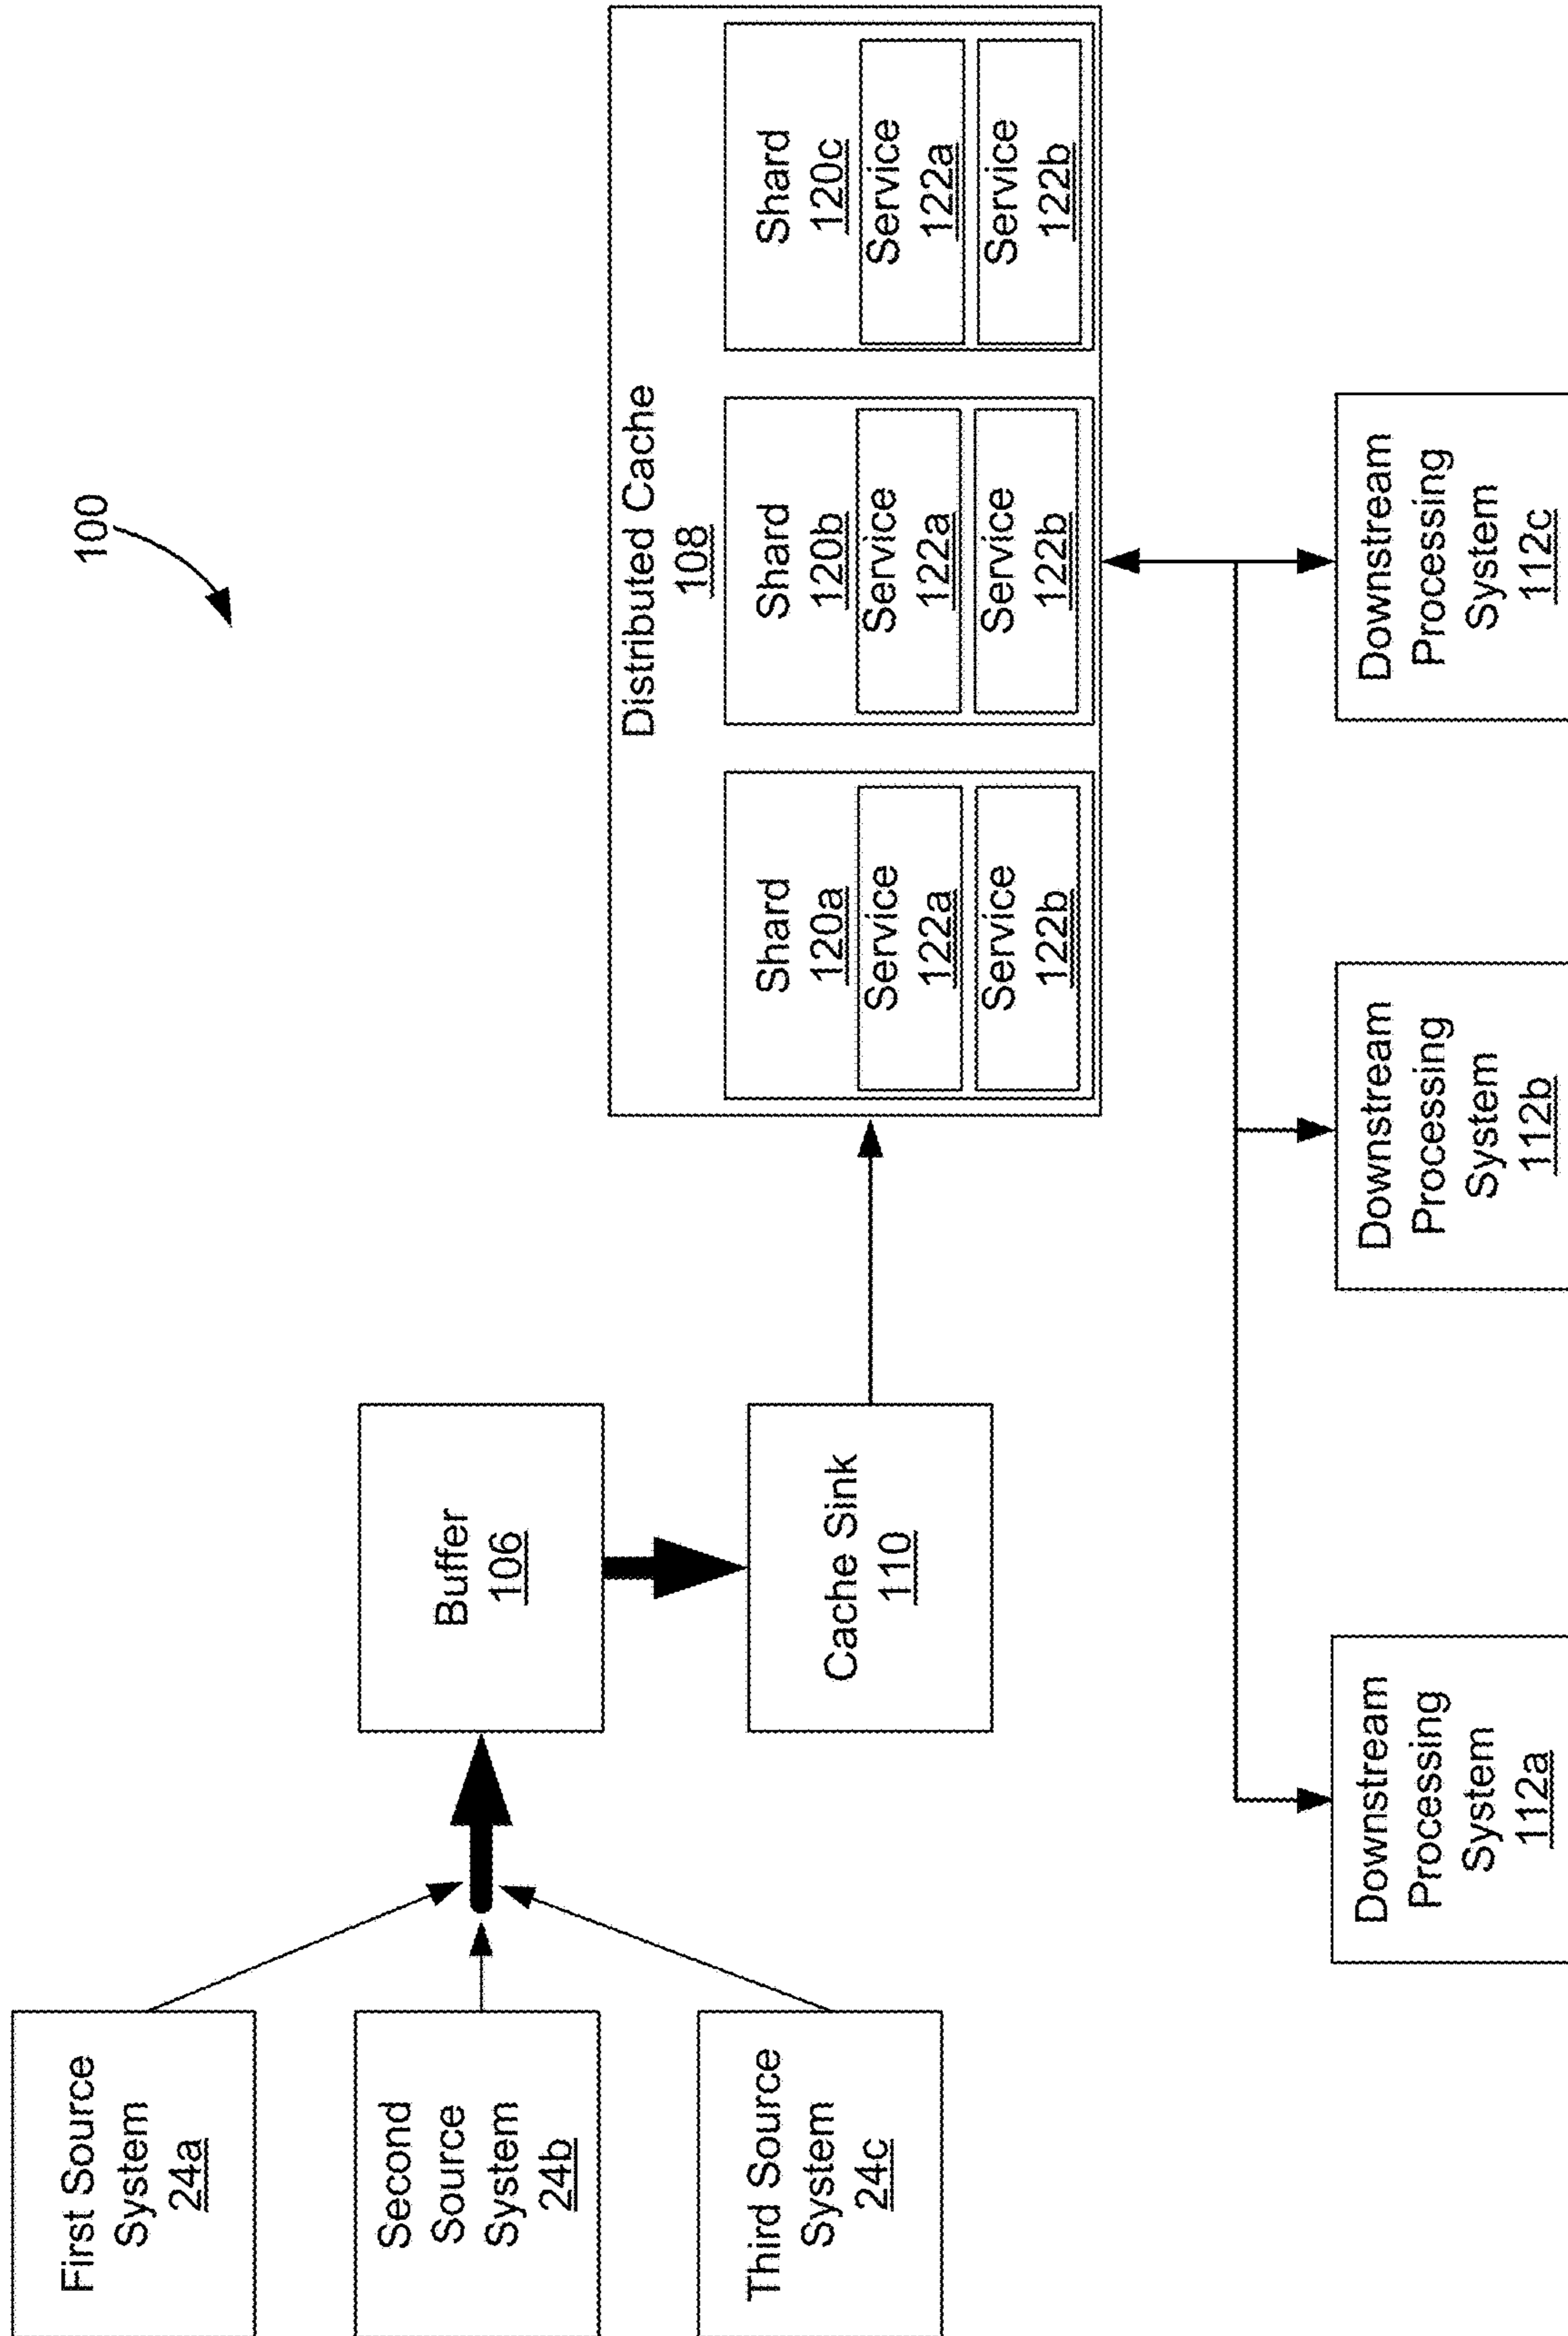 100
First Source
System
24a
Second
Source
System
24b
Third Source
System
24c
Buffer
106
Cache Sink
110
Distributed Cache
108
Shard
120a
Service
122a
Service
122b
Shard
120b
Service
122a
Service
122b
Shard
120c
Service
122a
Service
122b
Downstream
Processing
System
112a
Downstream
Processing
System
112b
Downstream
Processing
System
112c